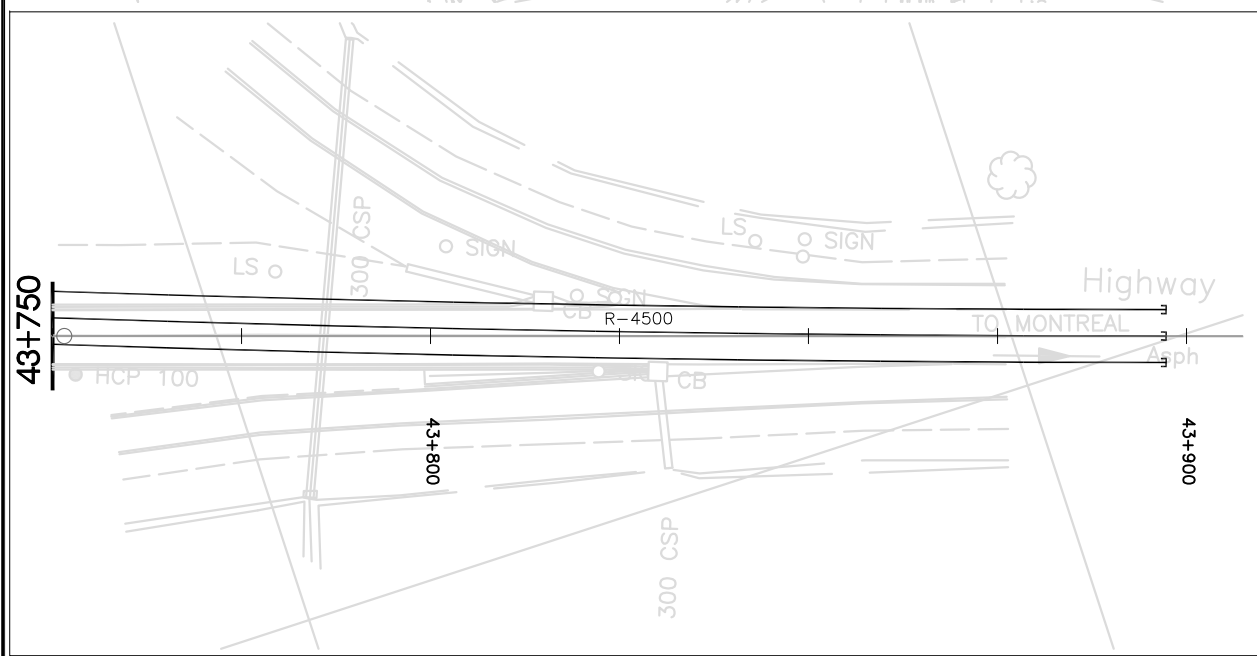 300 CSP
LS
SIGN
LS
SIGN
Highway
43+750
SIGN
CB
R-4500
TO MONTREAL
Asph
HCP 100
CB
43+800
43+900
300 CSP